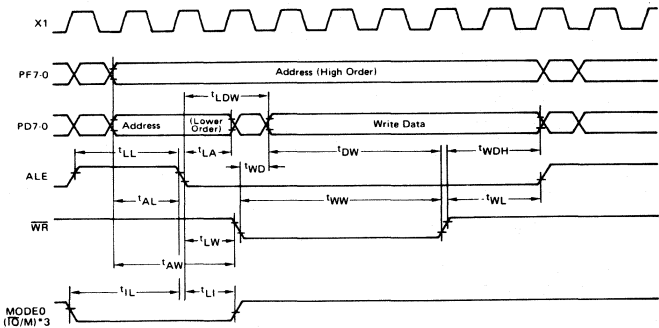 X1
PF7-0
Address (High Order)
tLDW
PD7-0
Address
(Lower
Order)
Write Data
tLL
tLA
tWD
tDW
tWDH
ALE
tAL
tWW
tWL
WR
tLW
tAW
tIL
tLI
MODE0
(IO/M)*3